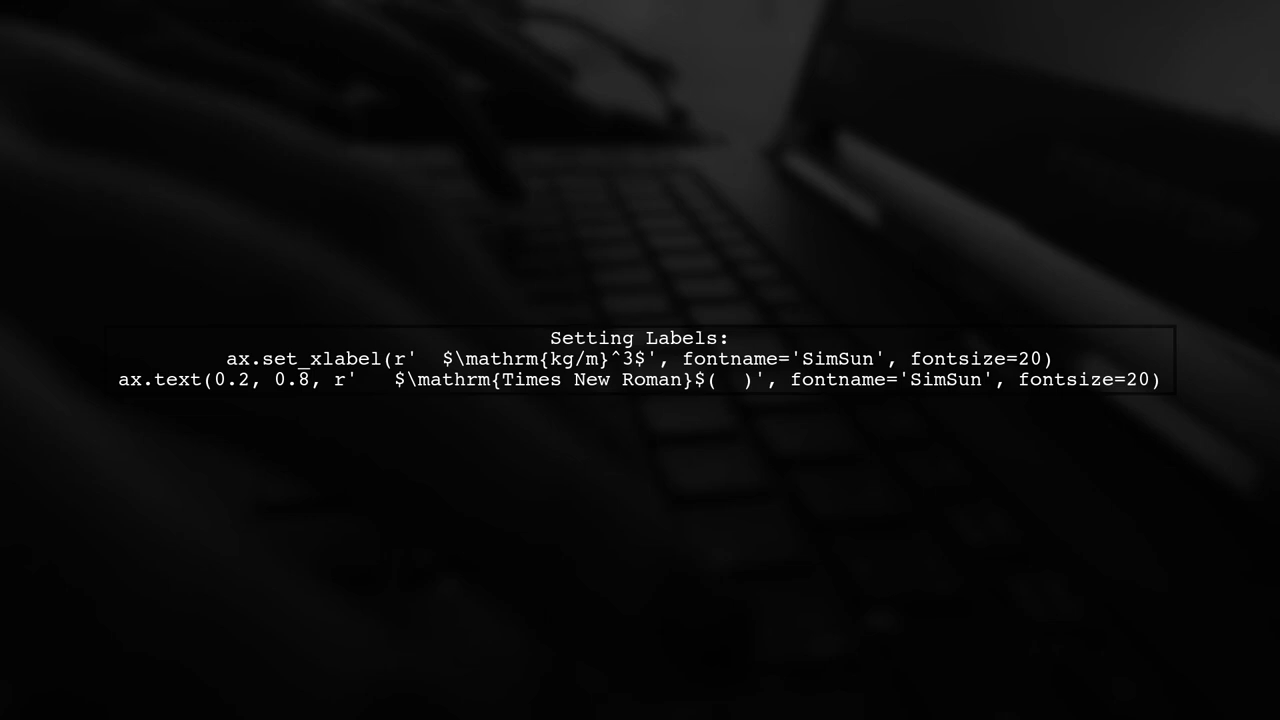 Setting Labels:
ax.set_xlabel(r'  $\mathrm{kg/m}^3$', fontname='SimSun', fontsize=20)
ax.text(0.2, 0.8, r'   $\mathrm{Times New Roman}$(  )', fontname='SimSun', fontsize=20)